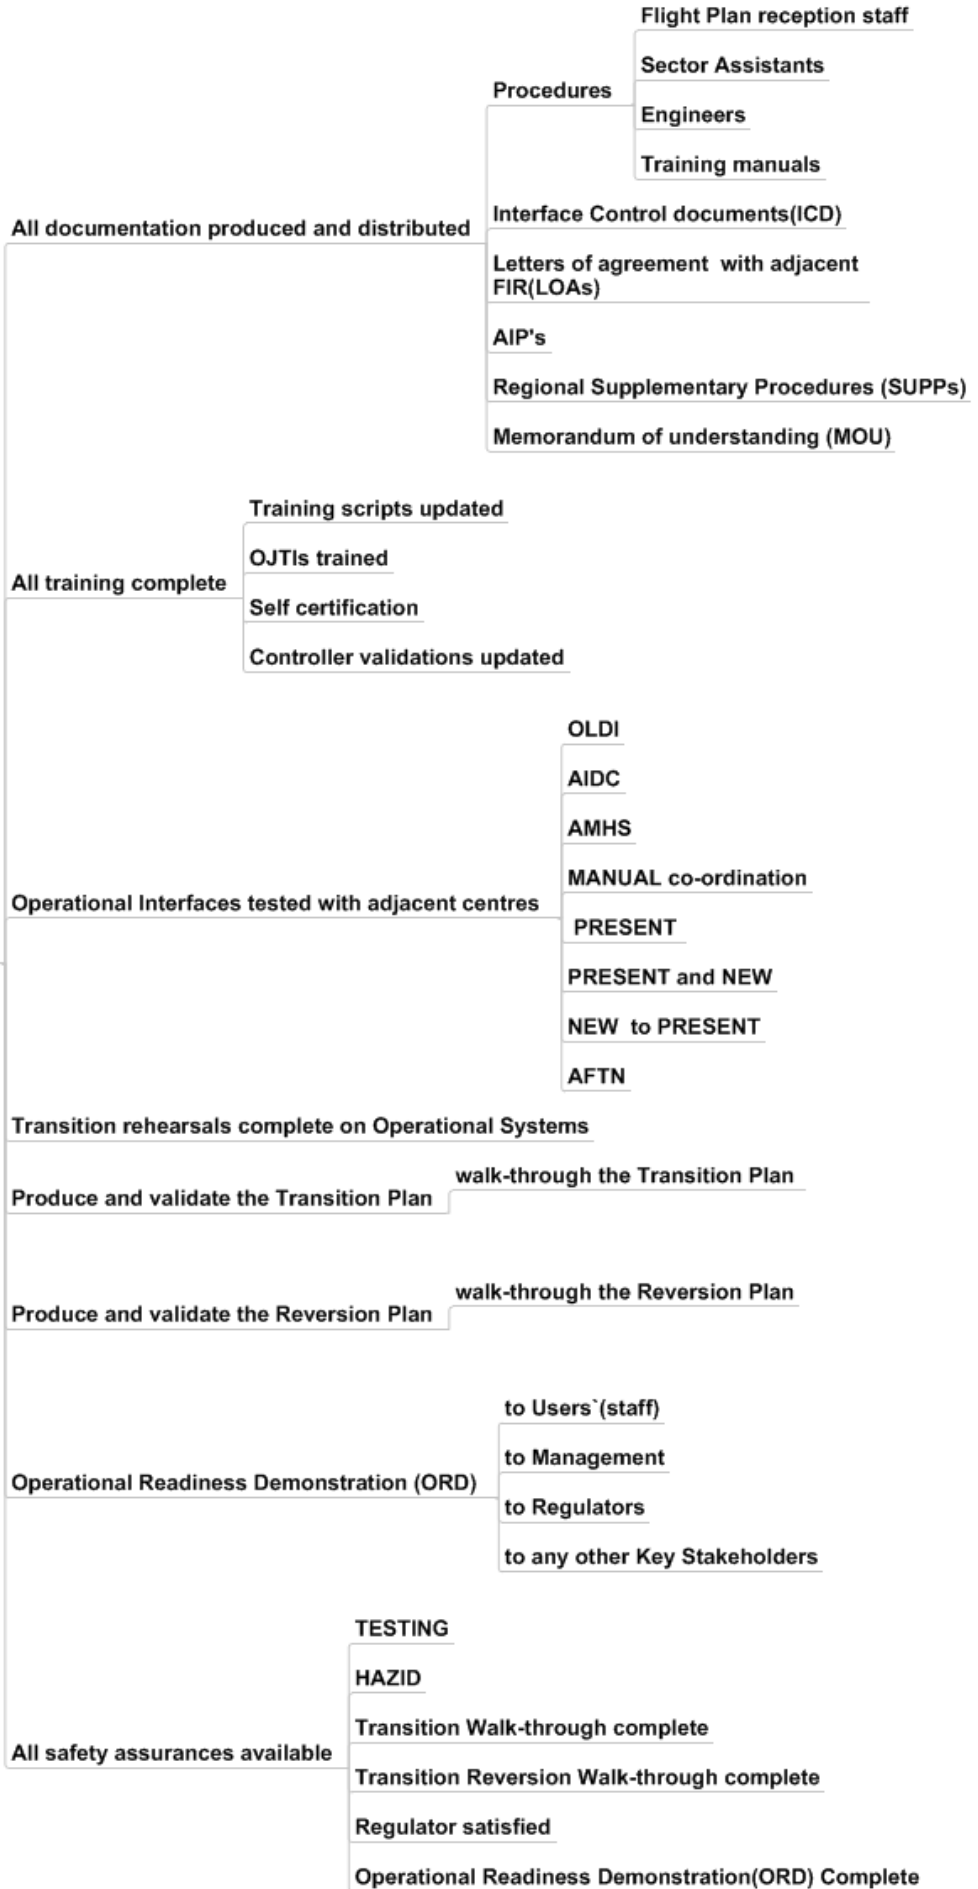 Flight Plan reception staff
Sector Assistants
Procedures
Engineers
Training manuals
Interface Control documents(ICD)
All documentation produced and distributed
Letters of agreement  with adjacent
FIR(LOAs)
AIP's
Regional Supplementary Procedures (SUPPs)
Memorandum of understanding (MOU)
Training scripts updated
OJTIs trained
All training complete
Self certification
Controller validations updated
OLDI
AIDC
AMHS
MANUAL co-ordination
Operational Interfaces tested with adjacent centres
PRESENT
PRESENT and NEW
NEW  to PRESENT
AFTN
Transition rehearsals complete on Operational Systems
walk-through the Transition Plan
Produce and validate the Transition Plan
walk-through the Reversion Plan
Produce and validate the Reversion Plan
to Users`(staff)
to Management
Operational Readiness Demonstration (ORD)
to Regulators
to any other Key Stakeholders
TESTING
HAZID
Transition Walk-through complete
All safety assurances available
Transition Reversion Walk-through complete
Regulator satisfied
Operational Readiness Demonstration(ORD) Complete